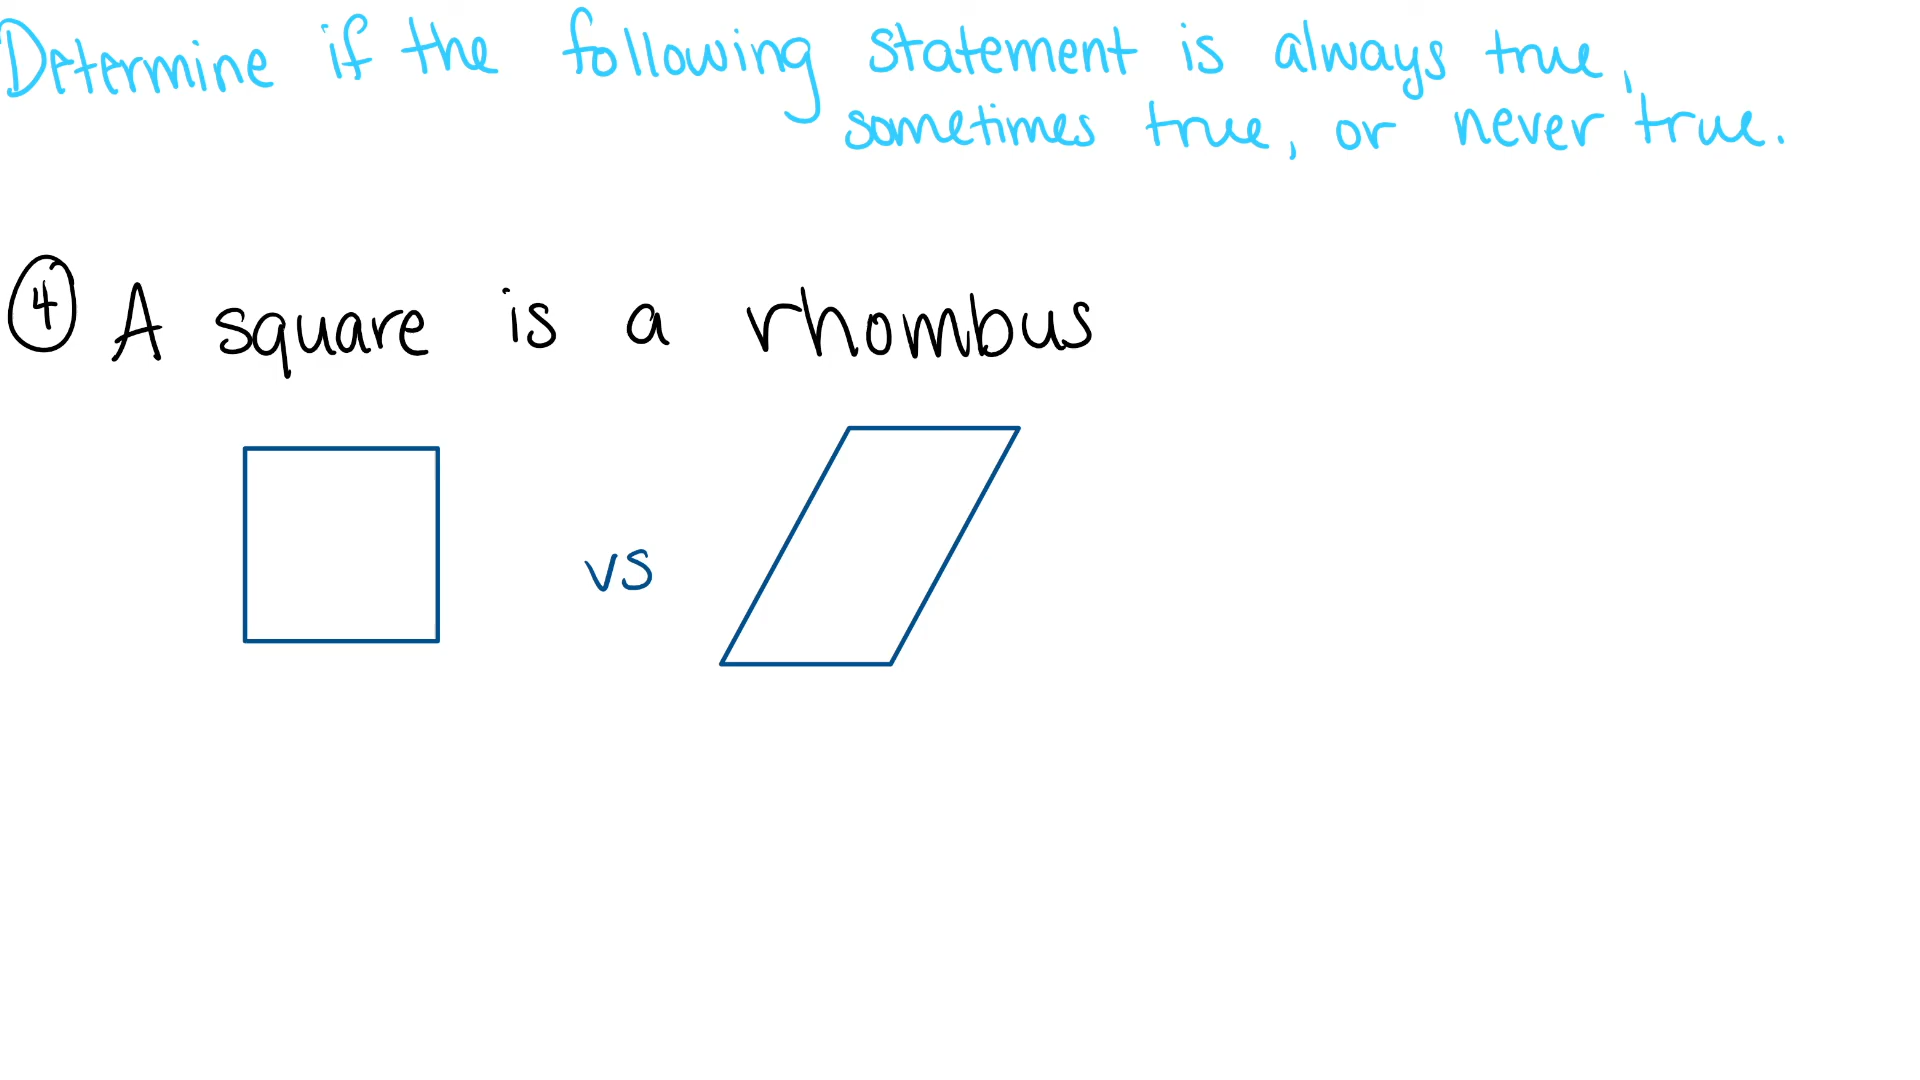 Determine if the following statement is always true,
sometimes true, or never true.
④ A square is a rhombus
vs